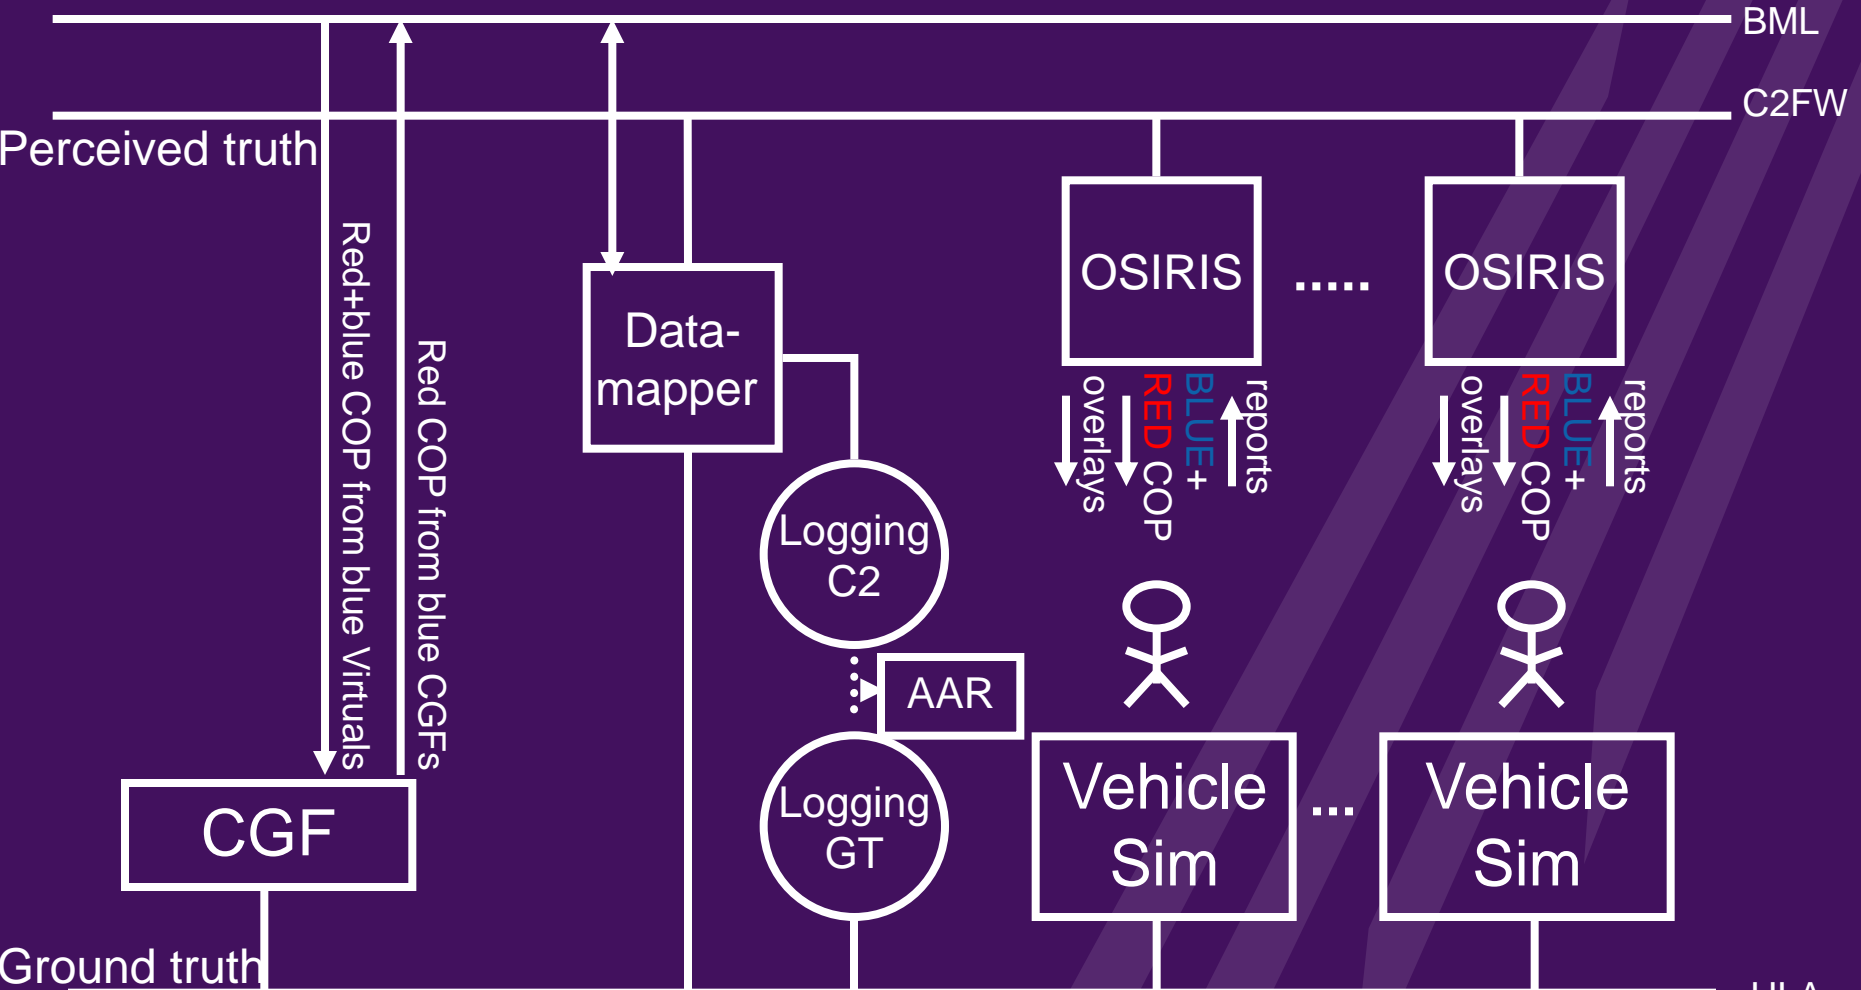 BML
C2FW
Perceived truth
Red+blue COP from blue Virtuals
Red COP from blue CGFs
Data-
mapper
OSIRIS
.....
OSIRIS
overlays
RED COP
BLUE+
reports
overlays
RED COP
BLUE+
reports
Logging
C2
AAR
Logging
GT
CGF
Vehicle
Sim
...
Vehicle
Sim
Ground truth
HLA